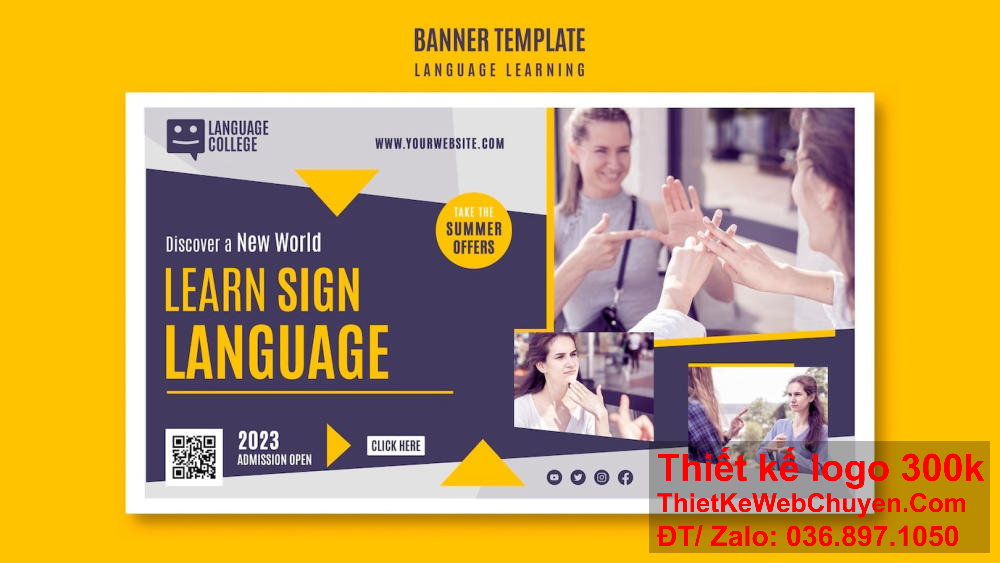 BANNER TEMPLATE
LANGUAGE LEARNING
LANGUAGE
COLLEGE
WWW.YOURWEBSITE.COM
TAKE THE
SUMMER
OFFERS
Discover a New World
LEARN SIGN
LANGUAGE
2023
ADMISSION OPEN
CLICK HERE
Thiết kế logo 300k
ThietKeWebChuyen.Com
ĐT/ Zalo: 036.897.1050